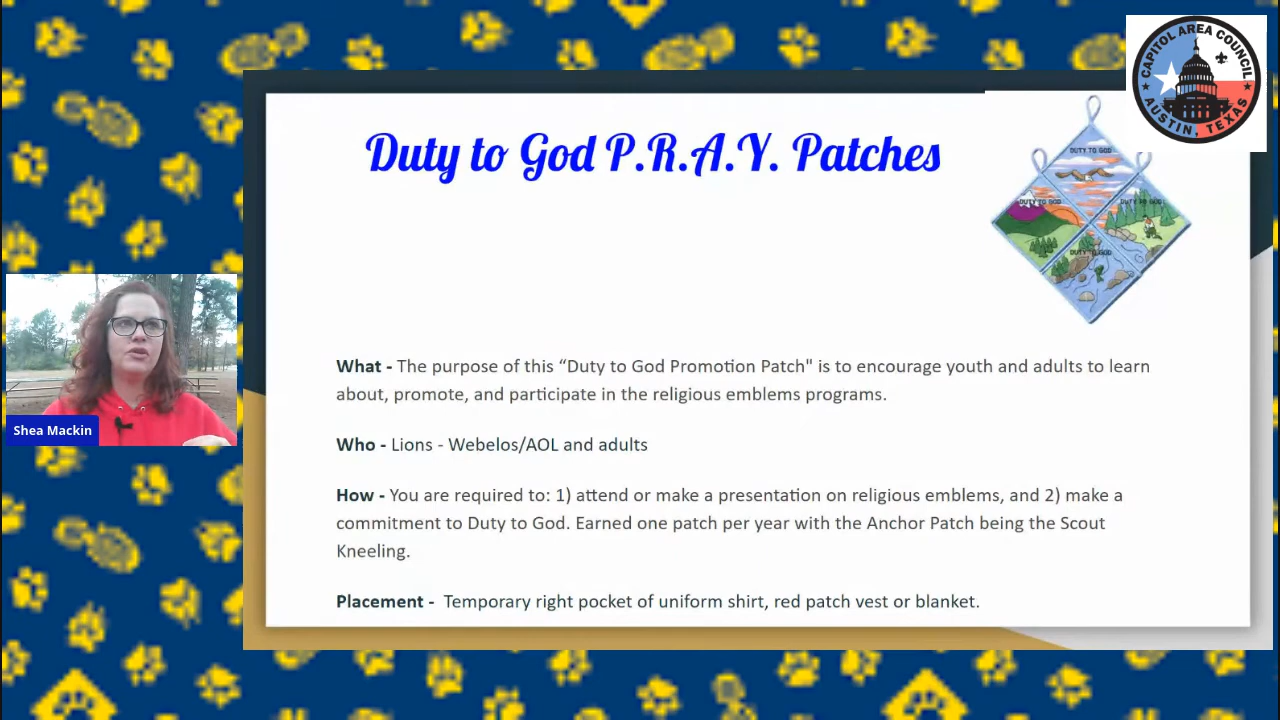 CAPITOL AREA COUNCIL
AUSTIN, TEXAS
Duty to God P.R.A.Y. Patches
DUTY TO GOD
DUTY TO GOD
DUTY TO GOD
DUTY TO GOD
What - The purpose of this “Duty to God Promotion Patch" is to encourage youth and adults to learn
about, promote, and participate in the religious emblems programs.
Who - Lions - Webelos/AOL and adults
How - You are required to: 1) attend or make a presentation on religious emblems, and 2) make a
commitment to Duty to God. Earned one patch per year with the Anchor Patch being the Scout
Kneeling.
Placement - Temporary right pocket of uniform shirt, red patch vest or blanket.
Shea Mackin